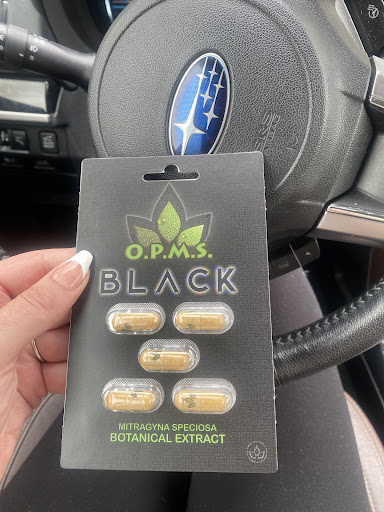 O.P.M.S.
BLACK
MITRAGYNA SPECIOSA
BOTANICAL EXTRACT